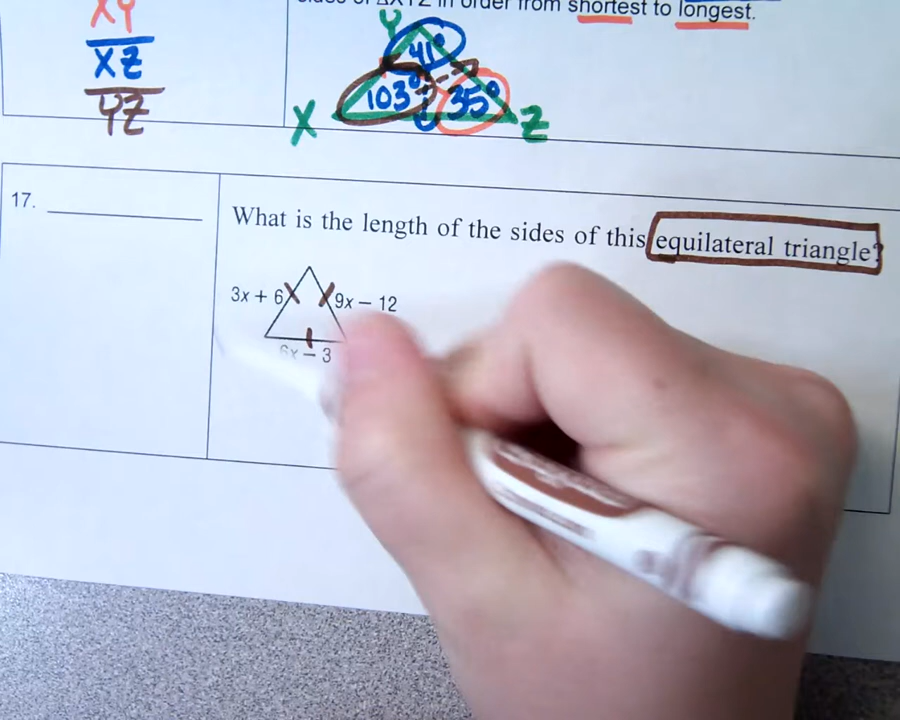 XY
XZ
YZ
sides of ΔXYZ in order from shortest to longest.
Y
41°
103°
35°
X
Z
17.
What is the length of the sides of this equilateral triangle?
3x + 6
9x – 12
6x – 3